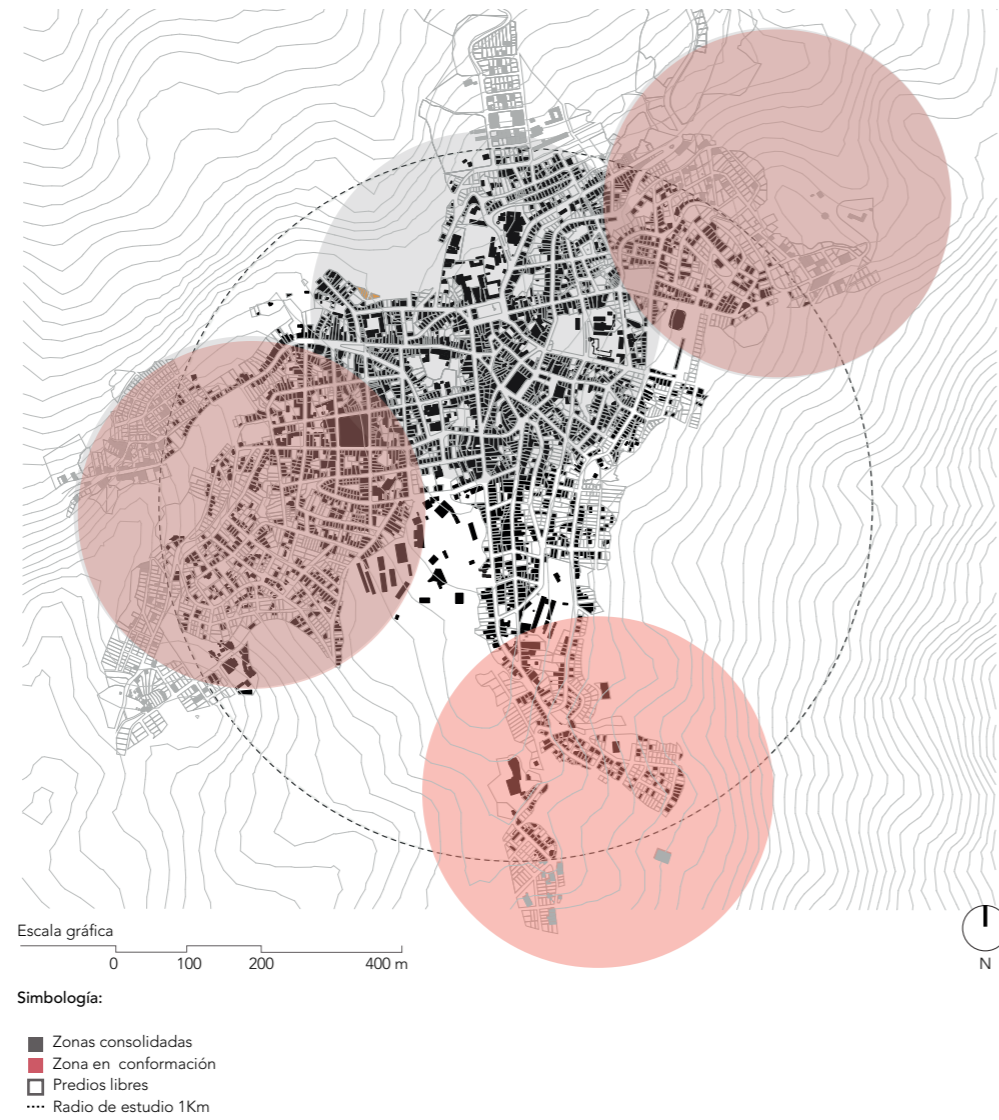 Escala gráfica
0 100 200 400 m
N
Simbología:
Zonas consolidadas
Zona en conformación
Predios libres
Radio de estudio 1Km